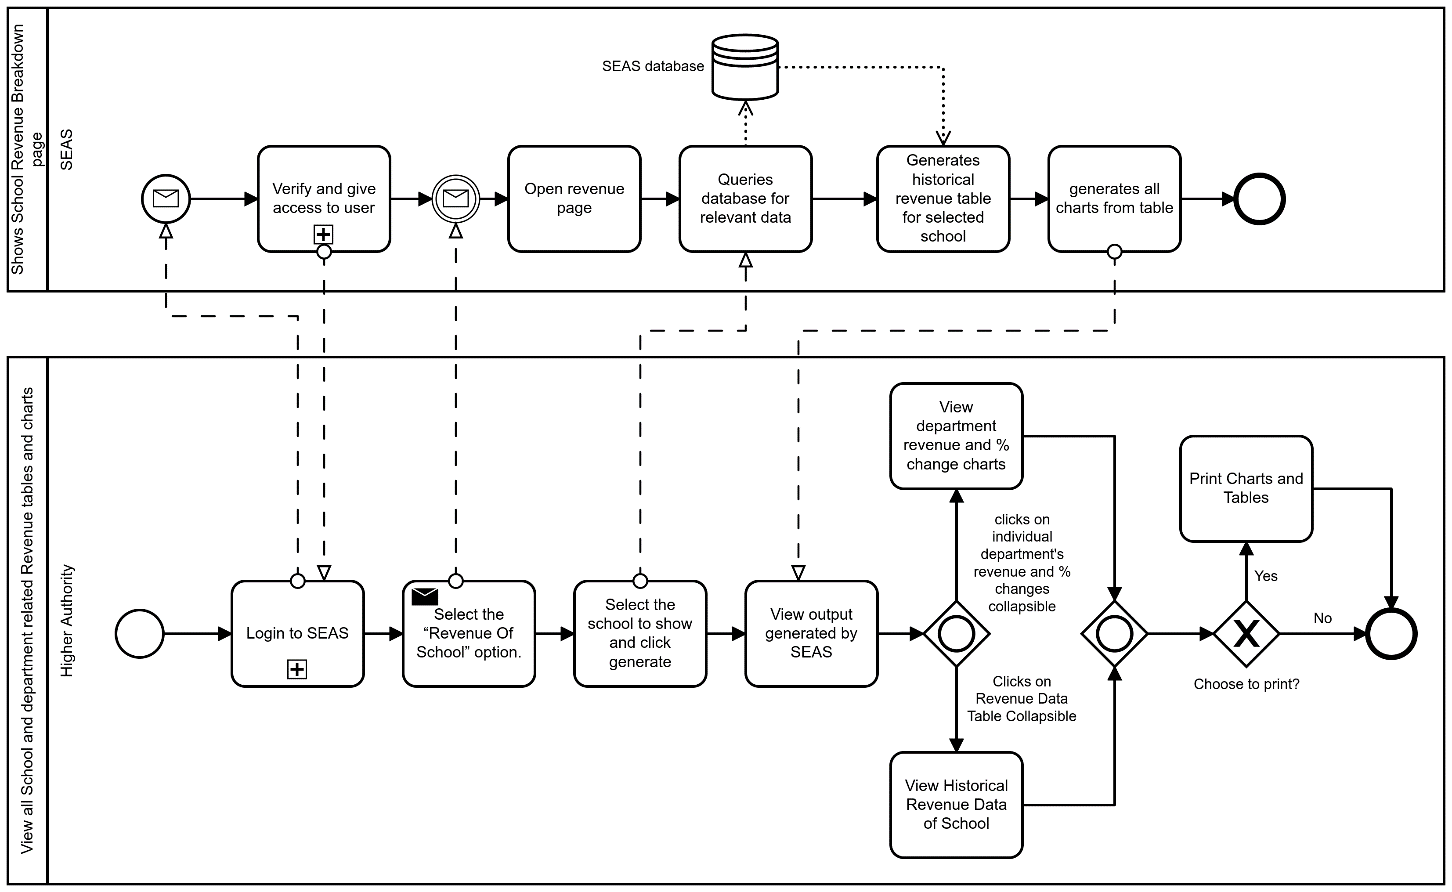 Shows School Revenue Breakdown
page
SEAS
SEAS database
Verify and give
access to user
Open revenue
page
Queries
database for
relevant data
Generates
historical
revenue table
for selected
school
generates all
charts from table
View all School and department related Revenue tables and charts
Higher Authority
Login to SEAS
Select the
“Revenue Of
School” option.
Select the
school to show
and click
generate
View output
generated by
SEAS
View
department
revenue and %
change charts
clicks on
individual
department's
revenue and %
changes
collapsible
Clicks on
Revenue Data
Table Collapsible
View Historical
Revenue Data
of School
Print Charts and
Tables
Yes
No
Choose to print?